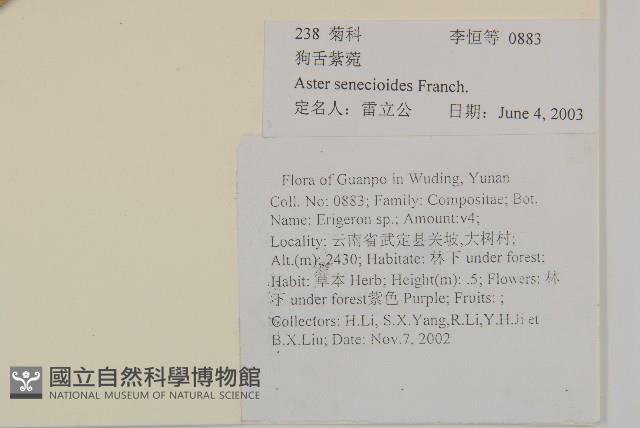 238 菊科 李恒等 0883
狗舌紫菀
Aster senecioides Franch.
定名人：雷立公 日期：June 4, 2003
Flora of Guanpo in Wuding, Yunan
Coll. No: 0883; Family: Compositae; Bot.
Name: Erigeron sp.; Amount:v4;
Locality: 云南省武定县关坡,大树村;
Alt.(m): 2430; Habitate: 林下 under forest;
Habit: 草本 Herb; Height(m): .5; Flowers: 林
下 under forest紫色 Purple; Fruits: ;
Collectors: H.Li, S.X.Yang,R.Li,Y.H.Ji et
B.X.Liu; Date: Nov.7, 2002
國立自然科學博物館
NATIONAL MUSEUM OF NATURAL SCIENCE